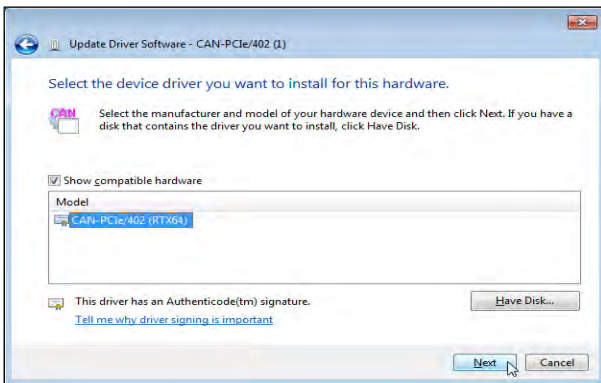 Update Driver Software - CAN-PCIe/402 (1)
Select the device driver you want to install for this hardware.
CAN
Select the manufacturer and model of your hardware device and then click Next. If you have a
disk that contains the driver you want to install, click Have Disk.
Show compatible hardware
Model
CAN-PCIe/402 (RTX64)
This driver has an Authenticode(tm) signature.
Have Disk...
Tell me why driver signing is important
Next
Cancel